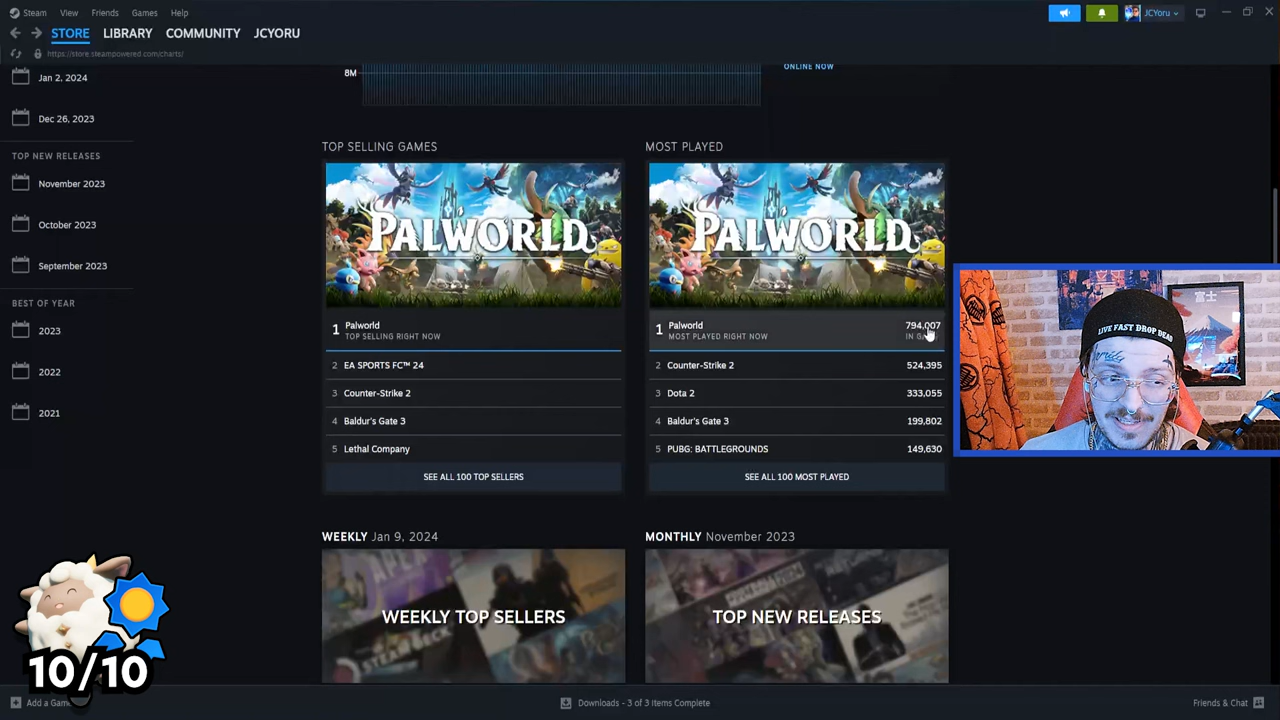 Steam View Friends Games Help
JCYoru
STORE LIBRARY COMMUNITY JCYORU
https://store.steampowered.com/charts/
Jan 2, 2024
Dec 26, 2023
TOP NEW RELEASES
November 2023
October 2023
September 2023
BEST OF YEAR
2023
2022
2021
8M
ONLINE NOW
TOP SELLING GAMES
PALWORLD
1 Palworld
TOP SELLING RIGHT NOW
2 EA SPORTS FC™ 24
3 Counter-Strike 2
4 Baldur's Gate 3
5 Lethal Company
SEE ALL 100 TOP SELLERS
MOST PLAYED
PALWORLD
1 Palworld 794,007
MOST PLAYED RIGHT NOW IN
2 Counter-Strike 2 524,395
3 Dota 2 333,055
4 Baldur's Gate 3 199,802
5 PUBG: BATTLEGROUNDS 149,630
SEE ALL 100 MOST PLAYED
LIVE FAST DROP DEAD
富士
WEEKLY Jan 9, 2024
WEEKLY TOP SELLERS
MONTHLY November 2023
TOP NEW RELEASES
10/10
Add a Game
Downloads - 3 of 3 Items Complete
Friends & Chat